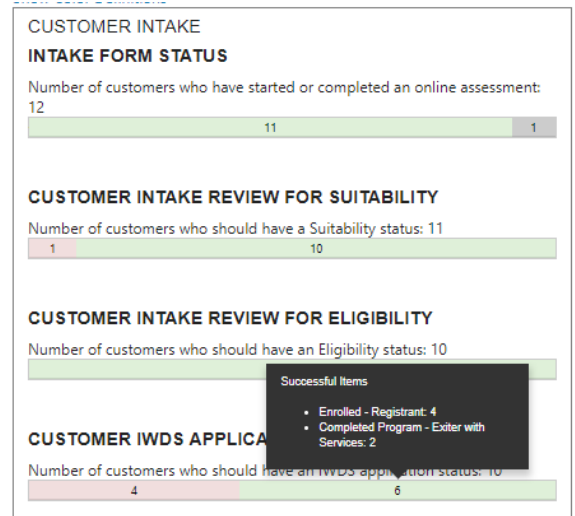 CUSTOMER INTAKE
INTAKE FORM STATUS
Number of customers who have started or completed an online assessment:
12
11 1
CUSTOMER INTAKE REVIEW FOR SUITABILITY
Number of customers who should have a Suitability status: 11
1 10
CUSTOMER INTAKE REVIEW FOR ELIGIBILITY
Number of customers who should have an Eligibility status: 10
Successful Items
• Enrolled - Registrant: 4
• Completed Program - Exiter with
Services: 2
CUSTOMER IWDS APPLICA
Number of customers who should have an IWDS application status: 10
4 6